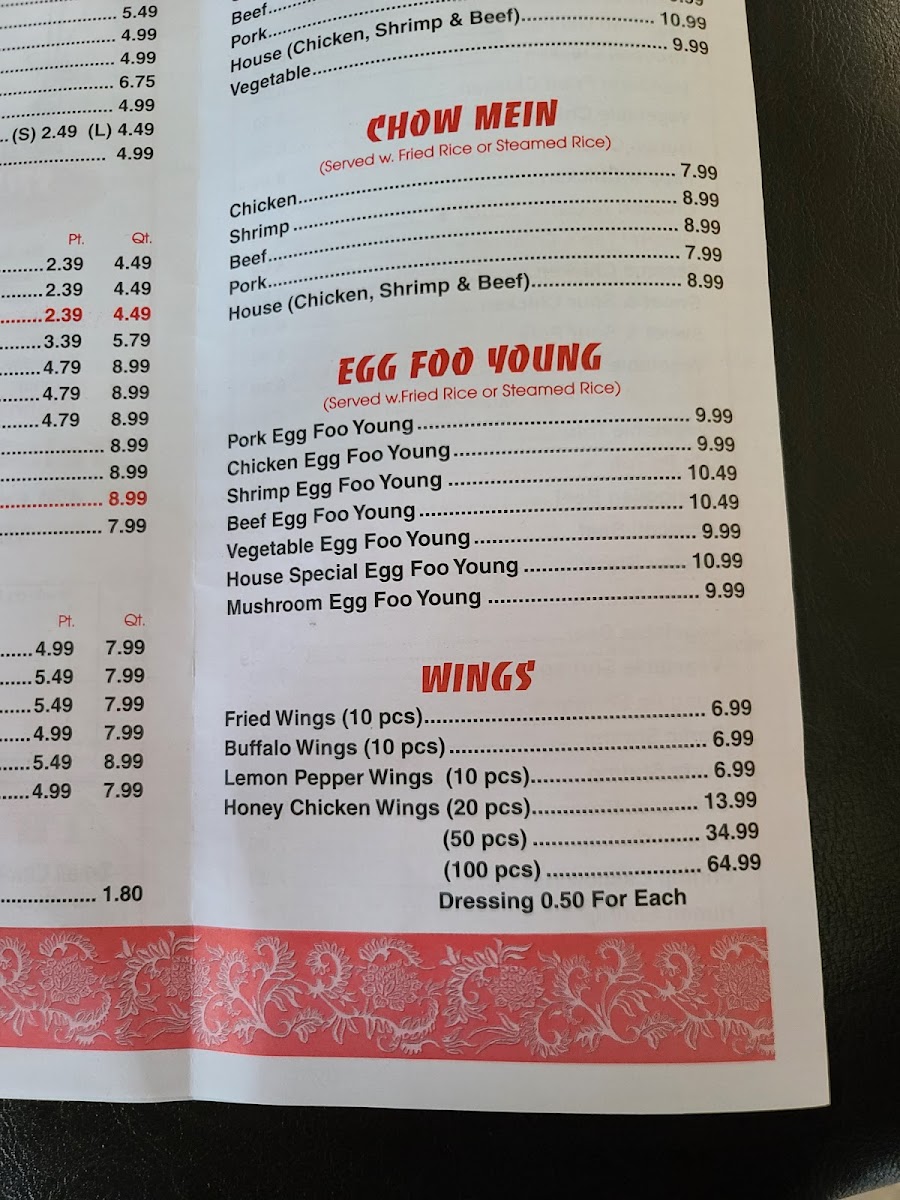 5.49
4.99
4.99
6.75
4.99
(S) 2.49 (L) 4.49
4.99
Pt. Qt.
2.39 4.49
2.39 4.49
2.39 4.49
3.39 5.79
4.79 8.99
4.79 8.99
4.79 8.99
8.99
8.99
8.99
7.99
Pt. Qt.
4.99 7.99
5.49 7.99
5.49 7.99
4.99 7.99
5.49 8.99
4.99 7.99
1.80
Beef
Pork
House (Chicken, Shrimp & Beef) 10.99
Vegetable 9.99
CHOW MEIN
(Served w. Fried Rice or Steamed Rice)
Chicken 7.99
Shrimp 8.99
Beef 8.99
Pork 7.99
House (Chicken, Shrimp & Beef) 8.99
EGG FOO YOUNG
(Served w.Fried Rice or Steamed Rice)
Pork Egg Foo Young 9.99
Chicken Egg Foo Young 9.99
Shrimp Egg Foo Young 10.49
Beef Egg Foo Young 10.49
Vegetable Egg Foo Young 9.99
House Special Egg Foo Young 10.99
Mushroom Egg Foo Young 9.99
WINGS
Fried Wings (10 pcs) 6.99
Buffalo Wings (10 pcs) 6.99
Lemon Pepper Wings (10 pcs) 6.99
Honey Chicken Wings (20 pcs) 13.99
(50 pcs) 34.99
(100 pcs) 64.99
Dressing 0.50 For Each